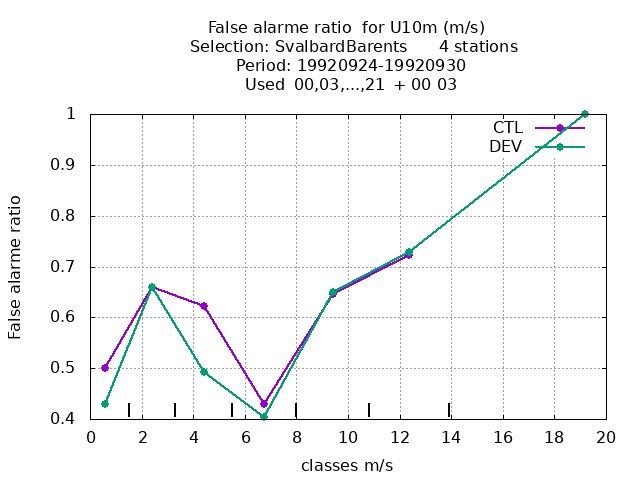 False alarme ratio  for U10m (m/s)
Selection: SvalbardBarents      4 stations
Period: 19920924-19920930
Used  00,03,...,21  + 00 03
CTL
DEV
False alarme ratio
1
0.9
0.8
0.7
0.6
0.5
0.4
0 2 4 6 8 10 12 14 16 18 20
classes m/s